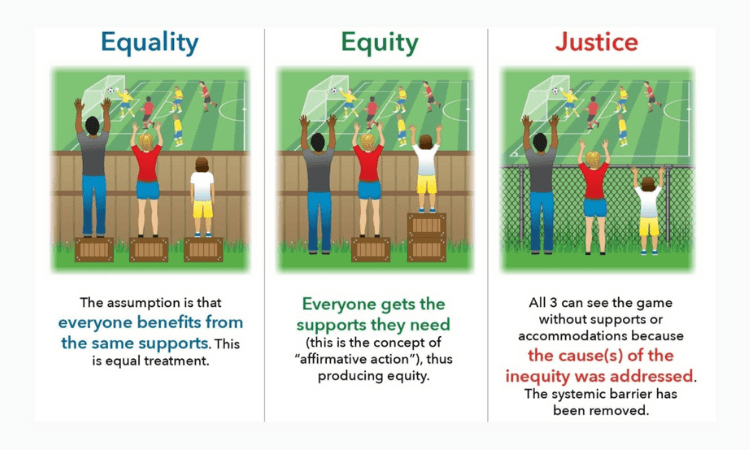 Equality
The assumption is that
everyone benefits from
the same supports. This
is equal treatment.
Equity
Everyone gets the
supports they need
(this is the concept of
"affirmative action"), thus
producing equity.
Justice
All 3 can see the game
without supports or
accommodations because
the cause(s) of the
inequity was addressed.
The systemic barrier has
been removed.